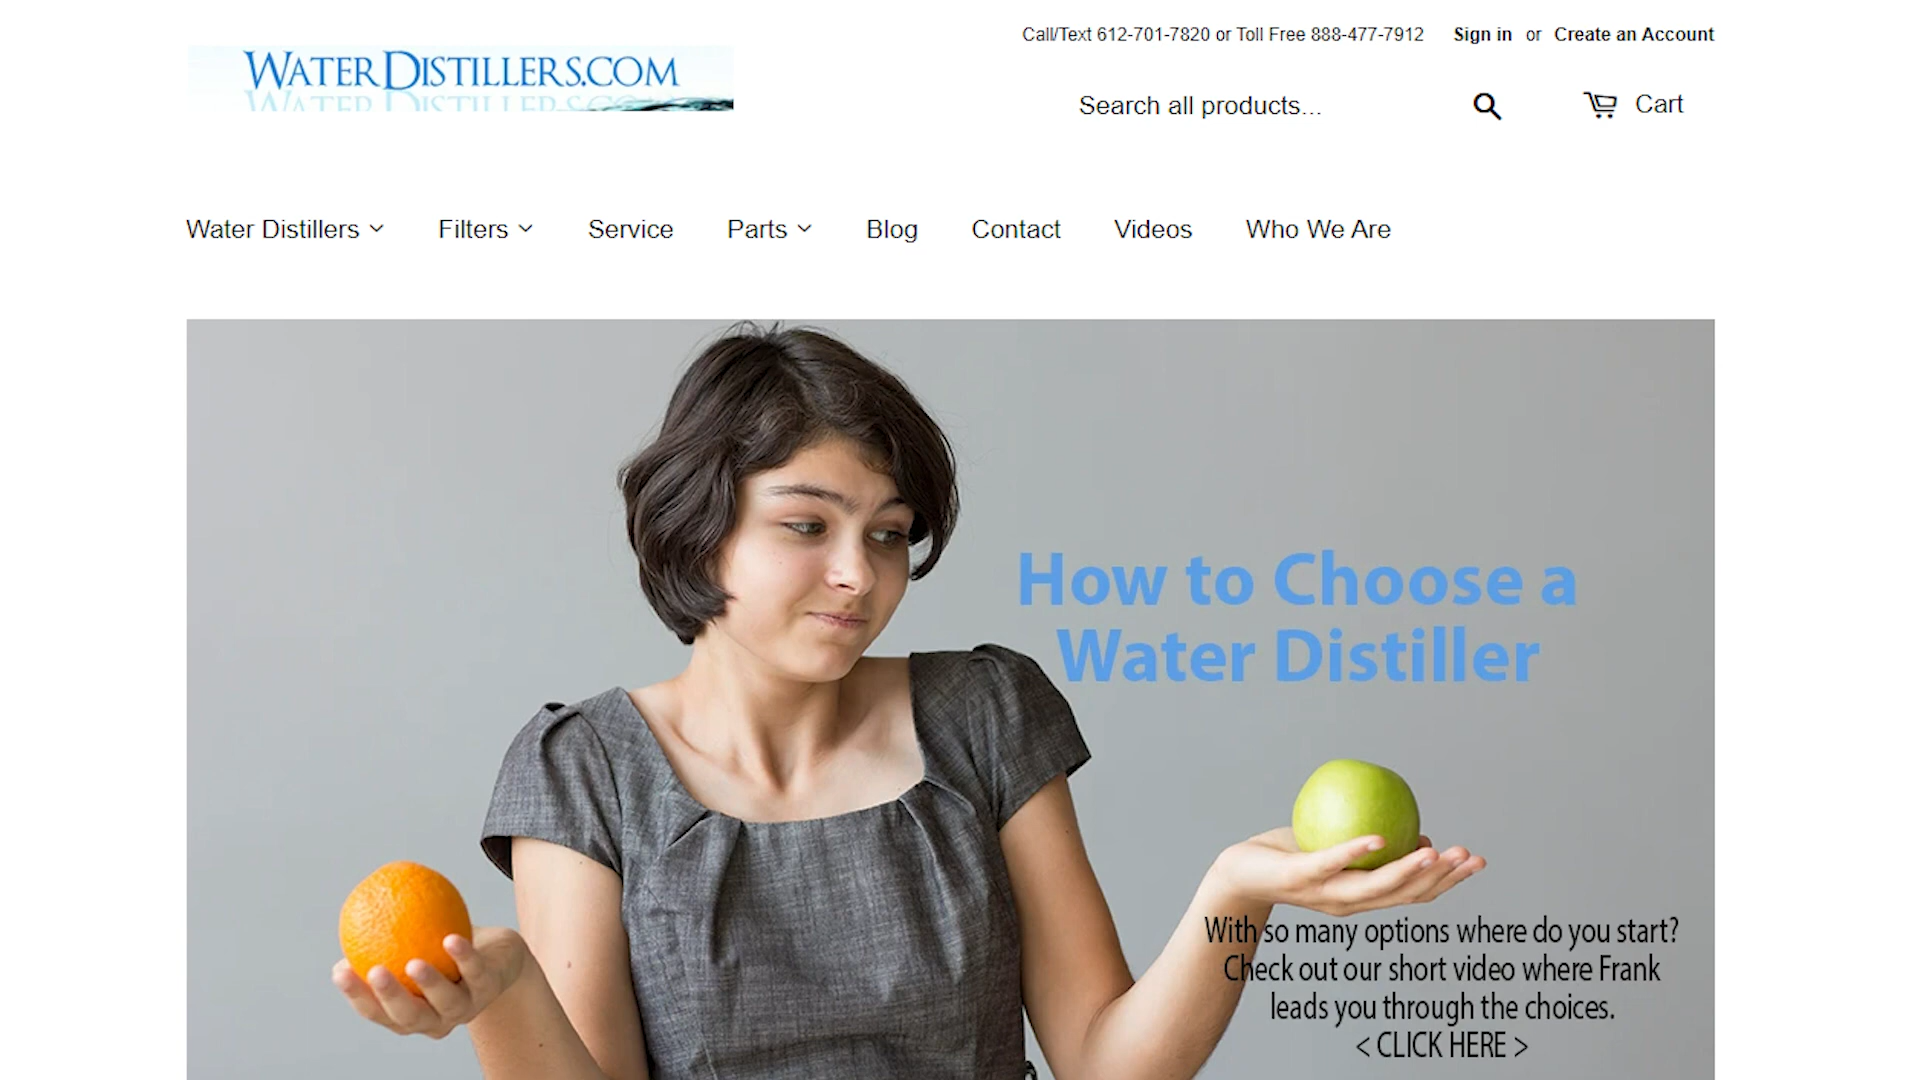 Call/Text 612-701-7820 or Toll Free 888-477-7912 Sign in or Create an Account
WATERDISTILLERS.COM
Search all products...
Cart
Water Distillers Filters Service Parts Blog Contact Videos Who We Are
How to Choose a
Water Distiller
With so many options where do you start?
Check out our short video where Frank
leads you through the choices.
< CLICK HERE >